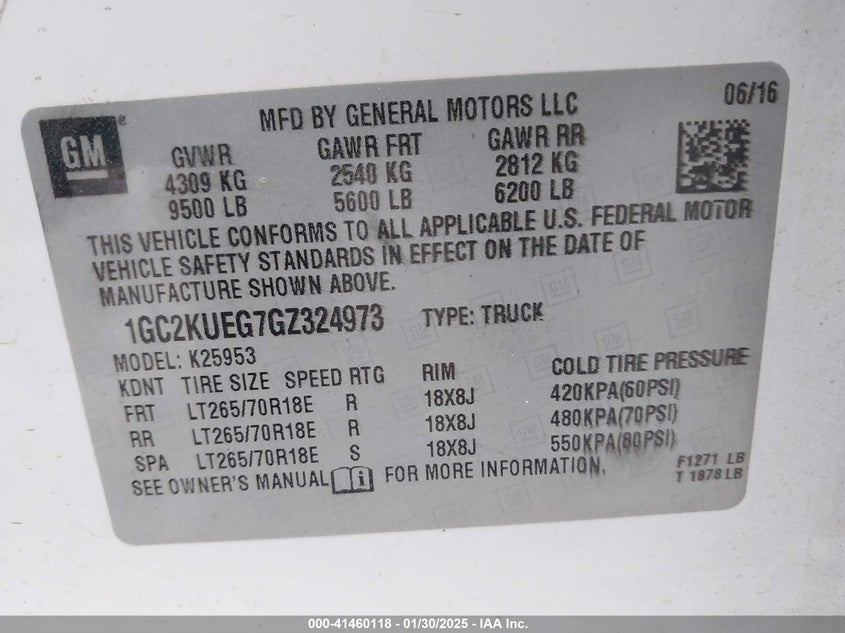 GM
MFD BY GENERAL MOTORS LLC
06/16
GVWR GAWR FRT GAWR RR
4309 KG 2540 KG 2812 KG
9500 LB 5600 LB 6200 LB
THIS VEHICLE CONFORMS TO ALL APPLICABLE U.S. FEDERAL MOTOR
VEHICLE SAFETY STANDARDS IN EFFECT ON THE DATE OF
MANUFACTURE SHOWN ABOVE.
1GC2KUEG7GZ324973 TYPE: TRUCK
MODEL: K25953
KDNT TIRE SIZE SPEED RTG RIM COLD TIRE PRESSURE
FRT LT265/70R18E R 18X8J 420KPA(60PSI)
RR LT265/70R18E R 18X8J 480KPA(70PSI)
SPA LT265/70R18E S 18X8J 550KPA(80PSI)
SEE OWNER'S MANUAL FOR MORE INFORMATION.
F1271 LB
T 1878 LB
000-41460118 - 01/30/2025 - IAA Inc.